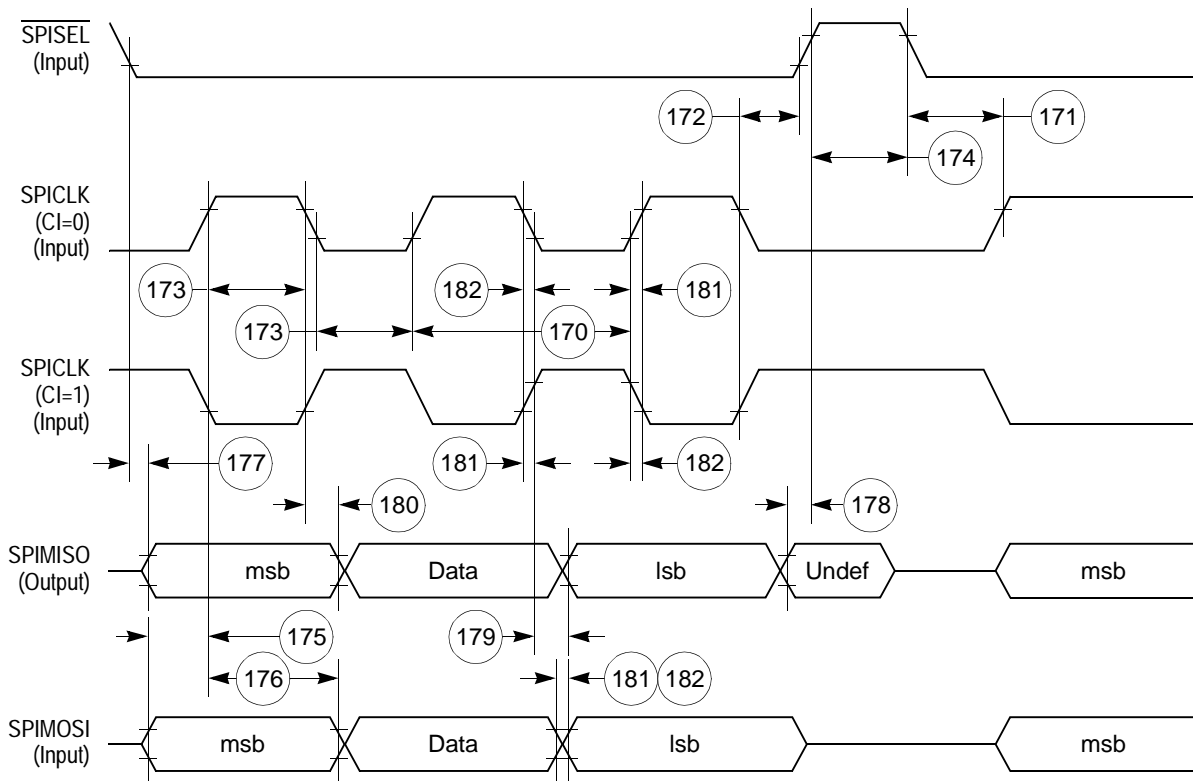 SPISEL
(Input)
172
171
174
SPICLK
(CI=0)
(Input)
173
182
181
173
170
SPICLK
(CI=1)
(Input)
177
181
182
180
178
SPIMISO
(Output)
msb
Data
lsb
Undef
msb
175
179
176
181
182
SPIMOSI
(Input)
msb
Data
lsb
msb